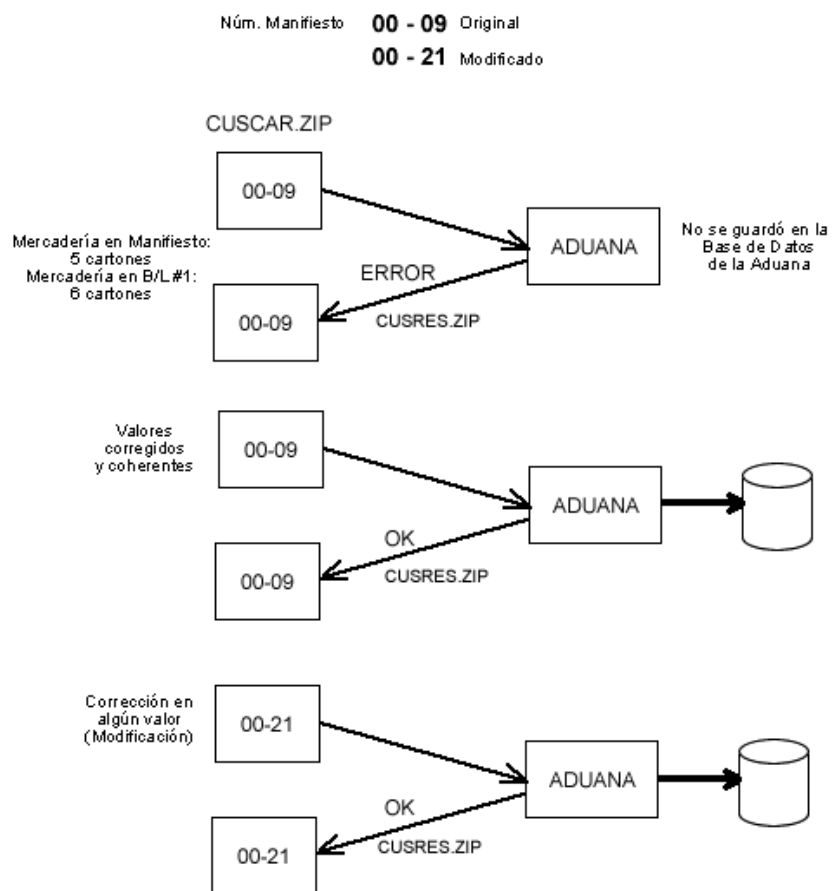 Núm. Manifiesto 00 - 09 Original
00 - 21 Modificado
CUSCAR.ZIP
00-09
Mercadería en Manifiesto:
5 cartones
Mercadería en B/L#1:
6 cartones
ADUANA
No se guardó en la
Base de Datos
de la Aduana
ERROR
CUSRES.ZIP
00-09
Valores
corregidos
y coherentes
00-09
ADUANA
OK
CUSRES.ZIP
00-09
Corrección en
algún valor
(Modificación)
00-21
ADUANA
OK
CUSRES.ZIP
00-21